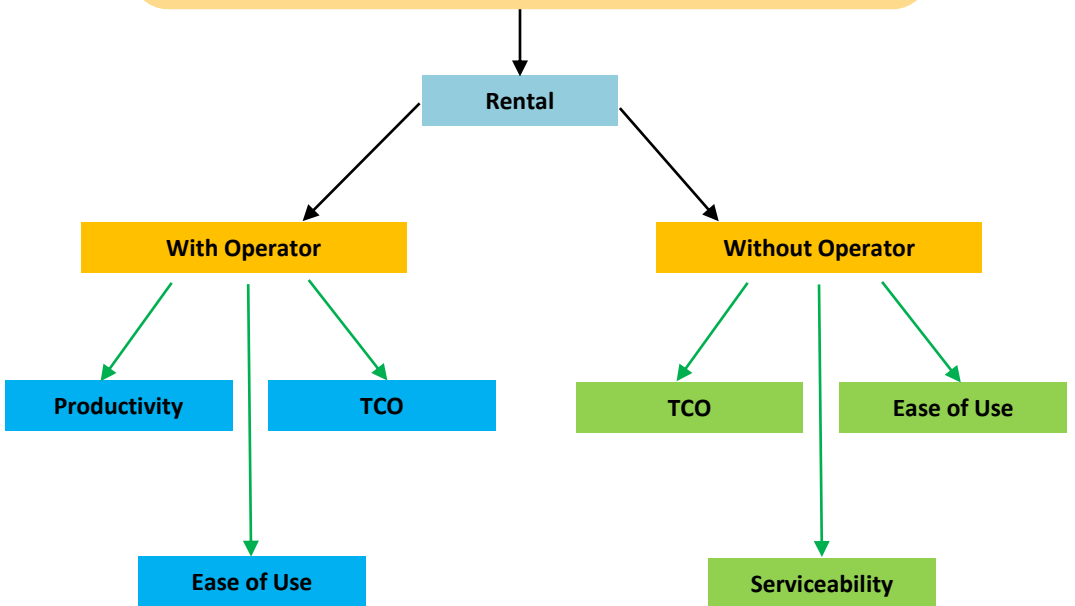 Rental
With Operator
Without Operator
Productivity
TCO
TCO
Ease of Use
Ease of Use
Serviceability